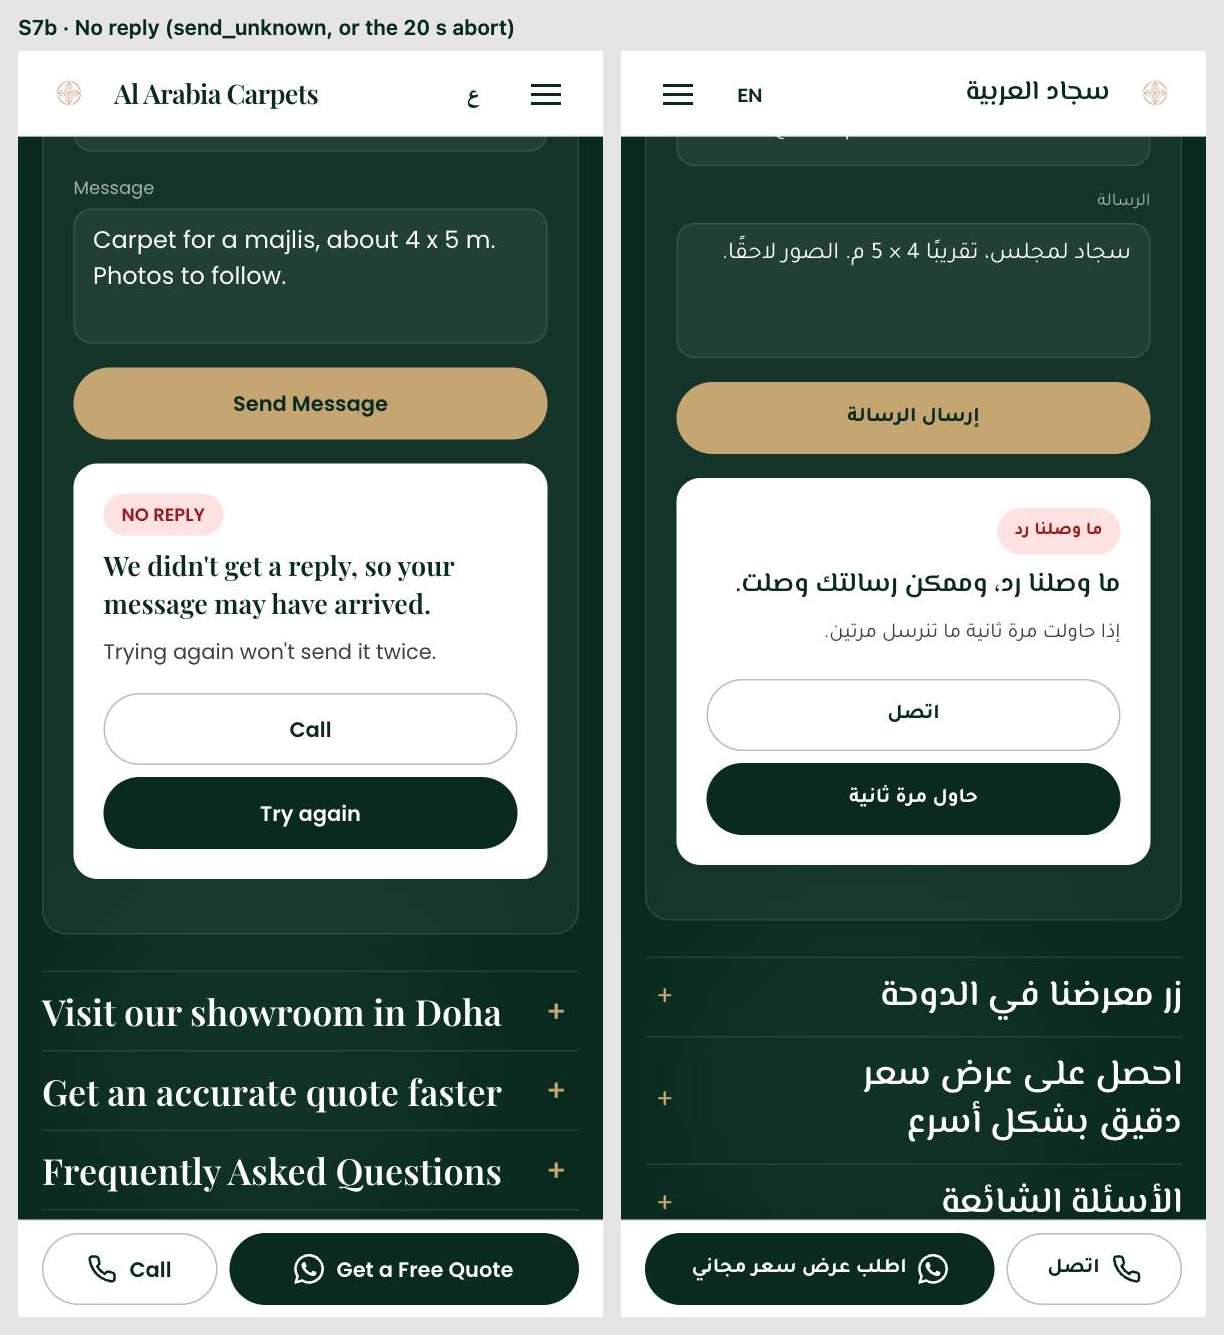 S7b · No reply (send_unknown, or the 20 s abort)
Al Arabia Carpets
ع
Message
Carpet for a majlis, about 4 x 5 m.
Photos to follow.
Send Message
NO REPLY
We didn't get a reply, so your
message may have arrived.
Trying again won't send it twice.
Call
Try again
Visit our showroom in Doha
+
Get an accurate quote faster
+
Frequently Asked Questions
+
Call
Get a Free Quote
سجاد العربية
EN
الرسالة
سجاد لمجلس، تقريبًا 4 × 5 م. الصور لاحقًا.
إرسال الرسالة
ما وصلنا رد
ما وصلنا رد، وممكن رسالتك وصلت.
إذا حاولت مرة ثانية ما تنرسل مرتين.
اتصل
حاول مرة ثانية
زر معرضنا في الدوحة
+
احصل على عرض سعر
دقيق بشكل أسرع
+
الأسئلة الشائعة
+
اتصل
اطلب عرض سعر مجاني